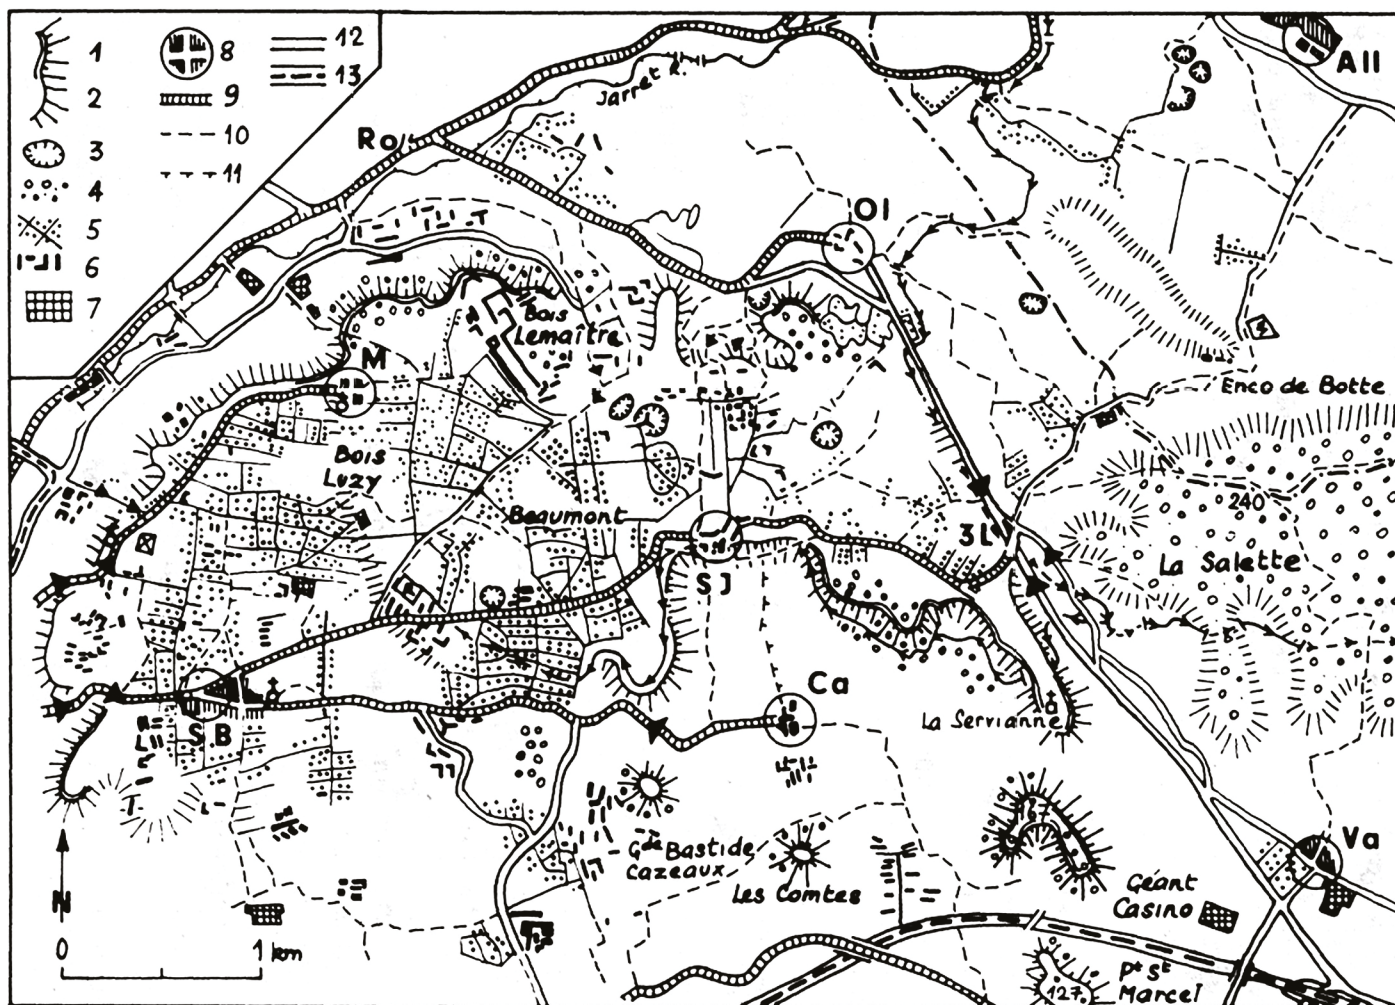 1
2
3
4
5
6
7
8
9
10
11
12
13
All
Jarret R.
Ro
Ol
Bois
Lemaître
M
Enco de Botte
Bois
Luzy
240
Beaumont
3L
La Salette
SJ
Ca
La Servianne
SB
167
Gde Bastide
Cazeaux
Les Comtes
Géant
Casino
Va
N
0
1 km
Pt St
Marcel
127